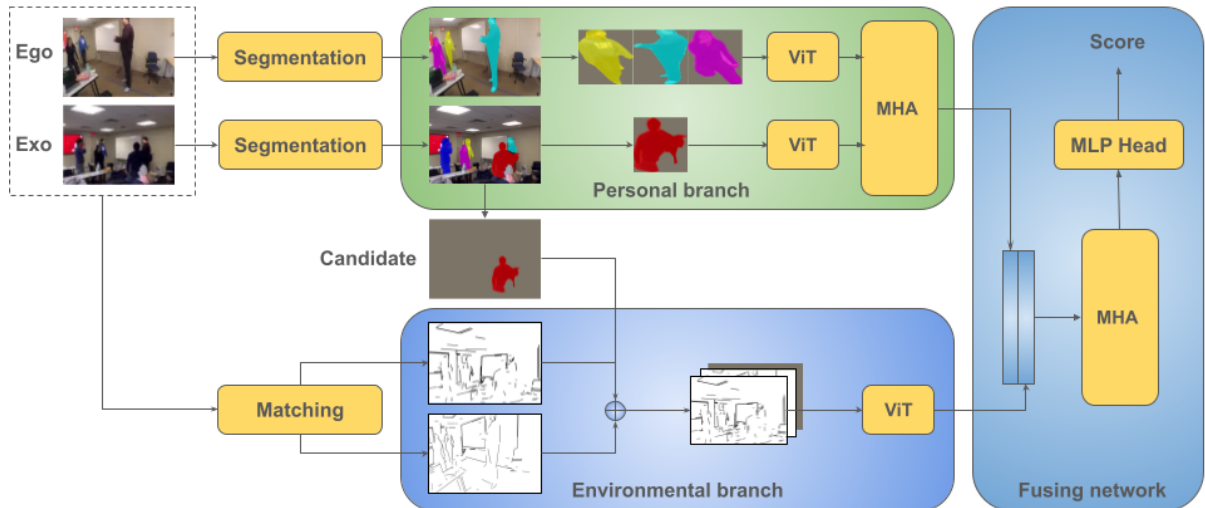 Ego
Segmentation
ViT
MHA
Score
Exo
Segmentation
ViT
MLP Head
Personal branch
Candidate
MHA
Matching
ViT
Environmental branch
Fusing network